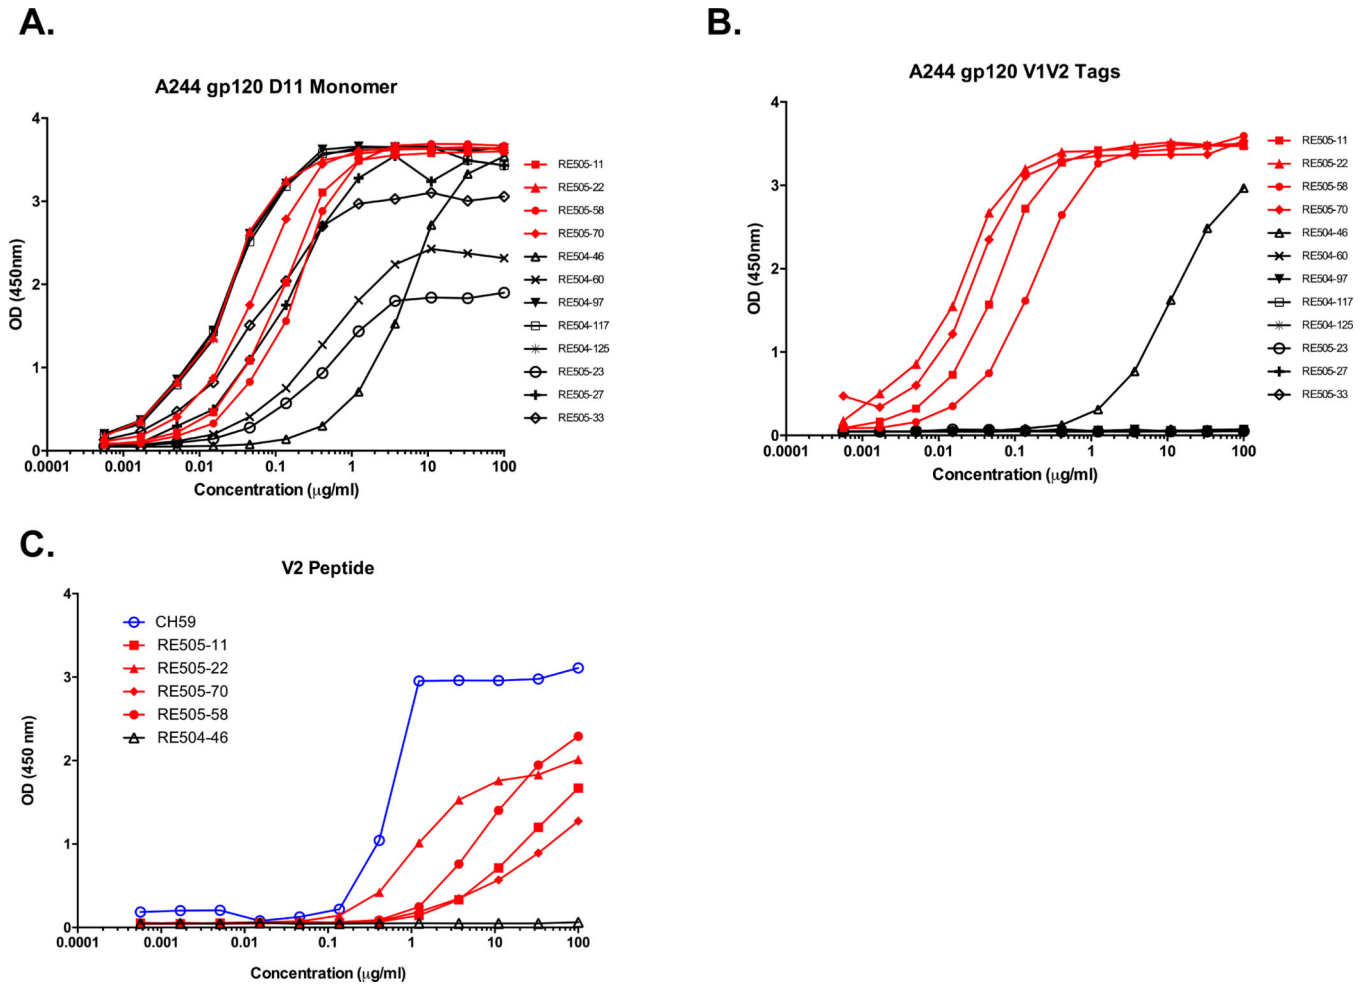 A.
A244 gp120 D11 Monomer
4
3
2
1
0
OD (450nm)
0.0001
0.001
0.01
0.1
1
10
100
Concentration (μg/ml)
RE505-11
RE505-22
RE505-58
RE505-70
RE504-46
RE504-60
RE504-97
RE504-117
RE504-125
RE505-23
RE505-27
RE505-33
B.
A244 gp120 V1V2 Tags
4
3
2
1
0
OD (450nm)
0.0001
0.001
0.01
0.1
1
10
100
Concentration (μg/ml)
RE505-11
RE505-22
RE505-58
RE505-70
RE504-46
RE504-60
RE504-97
RE504-117
RE504-125
RE505-23
RE505-27
RE505-33
C.
V2 Peptide
4
3
2
1
0
OD (450 nm)
CH59
RE505-11
RE505-22
RE505-70
RE505-58
RE504-46
0.0001
0.001
0.01
0.1
1
10
100
Concentration (μg/ml)